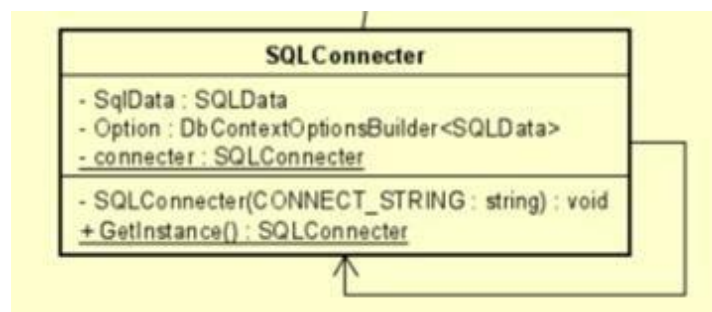 SQLConnecter
- SqlData : SQLData
- Option : DbContextOptionsBuilder<SQLData>
- connecter : SQLConnecter
- SQLConnecter(CONNECT_STRING : string) : void
+ GetInstance() : SQLConnecter